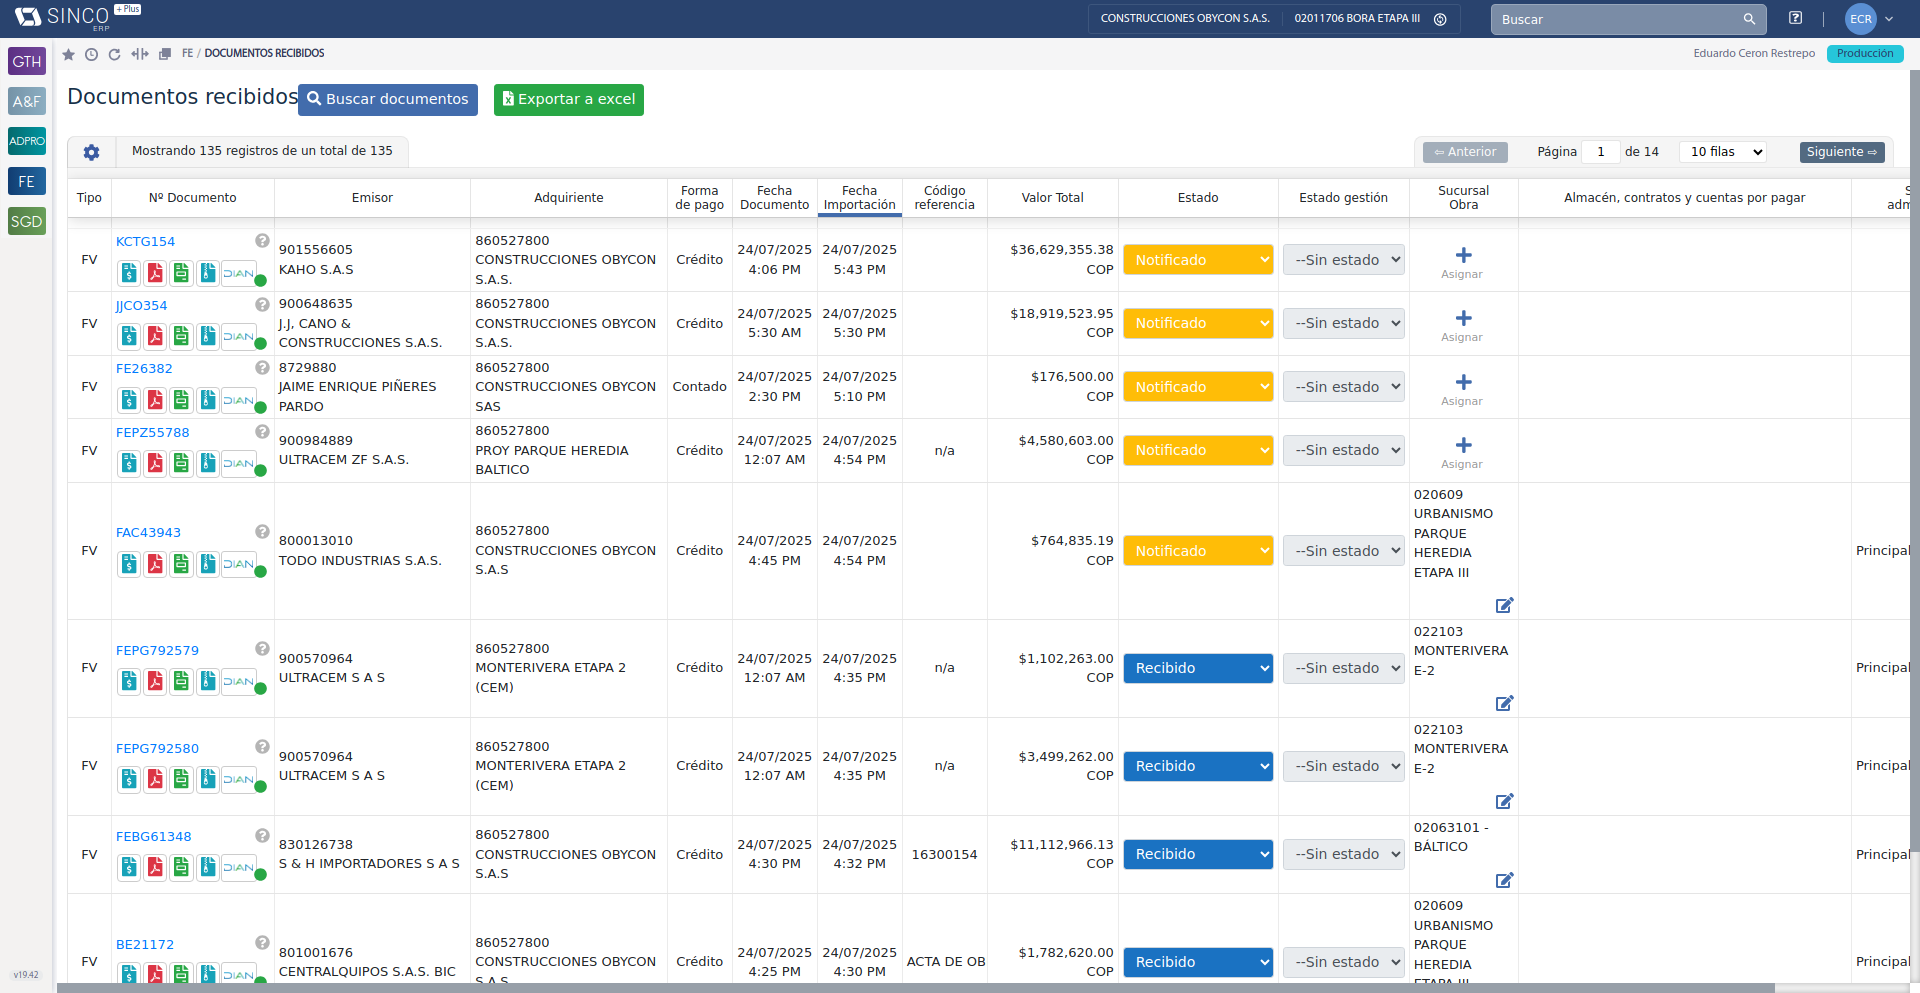 SINCO
ERP
+ Plus
CONSTRUCCIONES OBYCON S.A.S. 02011706 BORA ETAPA III
Buscar
ECR
FE / DOCUMENTOS RECIBIDOS
Eduardo Ceron Restrepo Producción
GTH
A&F
ADPRO
FE
SGD
v19.42
Documentos recibidos Buscar documentos Exportar a excel
Mostrando 135 registros de un total de 135
⇦ Anterior Página 1 de 14 10 filas Siguiente ⇨
Tipo Nº Documento Emisor Adquiriente Forma de pago Fecha Documento Fecha Importación Código referencia Valor Total Estado Estado gestión Sucursal Obra Almacén, contratos y cuentas por pagar
FV KCTG154 DIAN 901556605 KAHO S.A.S 860527800 CONSTRUCCIONES OBYCON S.A.S. Crédito 24/07/2025 4:06 PM 24/07/2025 5:43 PM $36,629,355.38 COP Notificado --Sin estado Asignar
FV JJCO354 DIAN 900648635 J.J, CANO & CONSTRUCCIONES S.A.S. 860527800 CONSTRUCCIONES OBYCON S.A.S. Crédito 24/07/2025 5:30 AM 24/07/2025 5:30 PM $18,919,523.95 COP Notificado --Sin estado Asignar
FV FE26382 DIAN 8729880 JAIME ENRIQUE PIÑERES PARDO 860527800 CONSTRUCCIONES OBYCON SAS Contado 24/07/2025 2:30 PM 24/07/2025 5:10 PM $176,500.00 COP Notificado --Sin estado Asignar
FV FEPZ55788 DIAN 900984889 ULTRACEM ZF S.A.S. 860527800 PROY PARQUE HEREDIA BALTICO Crédito 24/07/2025 12:07 AM 24/07/2025 4:54 PM n/a $4,580,603.00 COP Notificado --Sin estado Asignar
FV FAC43943 DIAN 800013010 TODO INDUSTRIAS S.A.S. 860527800 CONSTRUCCIONES OBYCON S.A.S Crédito 24/07/2025 4:45 PM 24/07/2025 4:54 PM $764,835.19 COP Notificado --Sin estado 020609 URBANISMO PARQUE HEREDIA ETAPA III Principal
FV FEPG792579 DIAN 900570964 ULTRACEM S A S 860527800 MONTERIVERA ETAPA 2 (CEM) Crédito 24/07/2025 12:07 AM 24/07/2025 4:35 PM n/a $1,102,263.00 COP Recibido --Sin estado 022103 MONTERIVERA E-2 Principal
FV FEPG792580 DIAN 900570964 ULTRACEM S A S 860527800 MONTERIVERA ETAPA 2 (CEM) Crédito 24/07/2025 12:07 AM 24/07/2025 4:35 PM n/a $3,499,262.00 COP Recibido --Sin estado 022103 MONTERIVERA E-2 Principal
FV FEBG61348 DIAN 830126738 S & H IMPORTADORES S A S 860527800 CONSTRUCCIONES OBYCON S.A.S Crédito 24/07/2025 4:30 PM 24/07/2025 4:32 PM 16300154 $11,112,966.13 COP Recibido --Sin estado 02063101 - BÁLTICO Principal
FV BE21172 DIAN 801001676 CENTRALQUIPOS S.A.S. BIC 860527800 CONSTRUCCIONES OBYCON S.A.S Crédito 24/07/2025 4:25 PM 24/07/2025 4:30 PM ACTA DE OB $1,782,620.00 COP Recibido --Sin estado 020609 URBANISMO PARQUE HEREDIA ETAPA III Principal